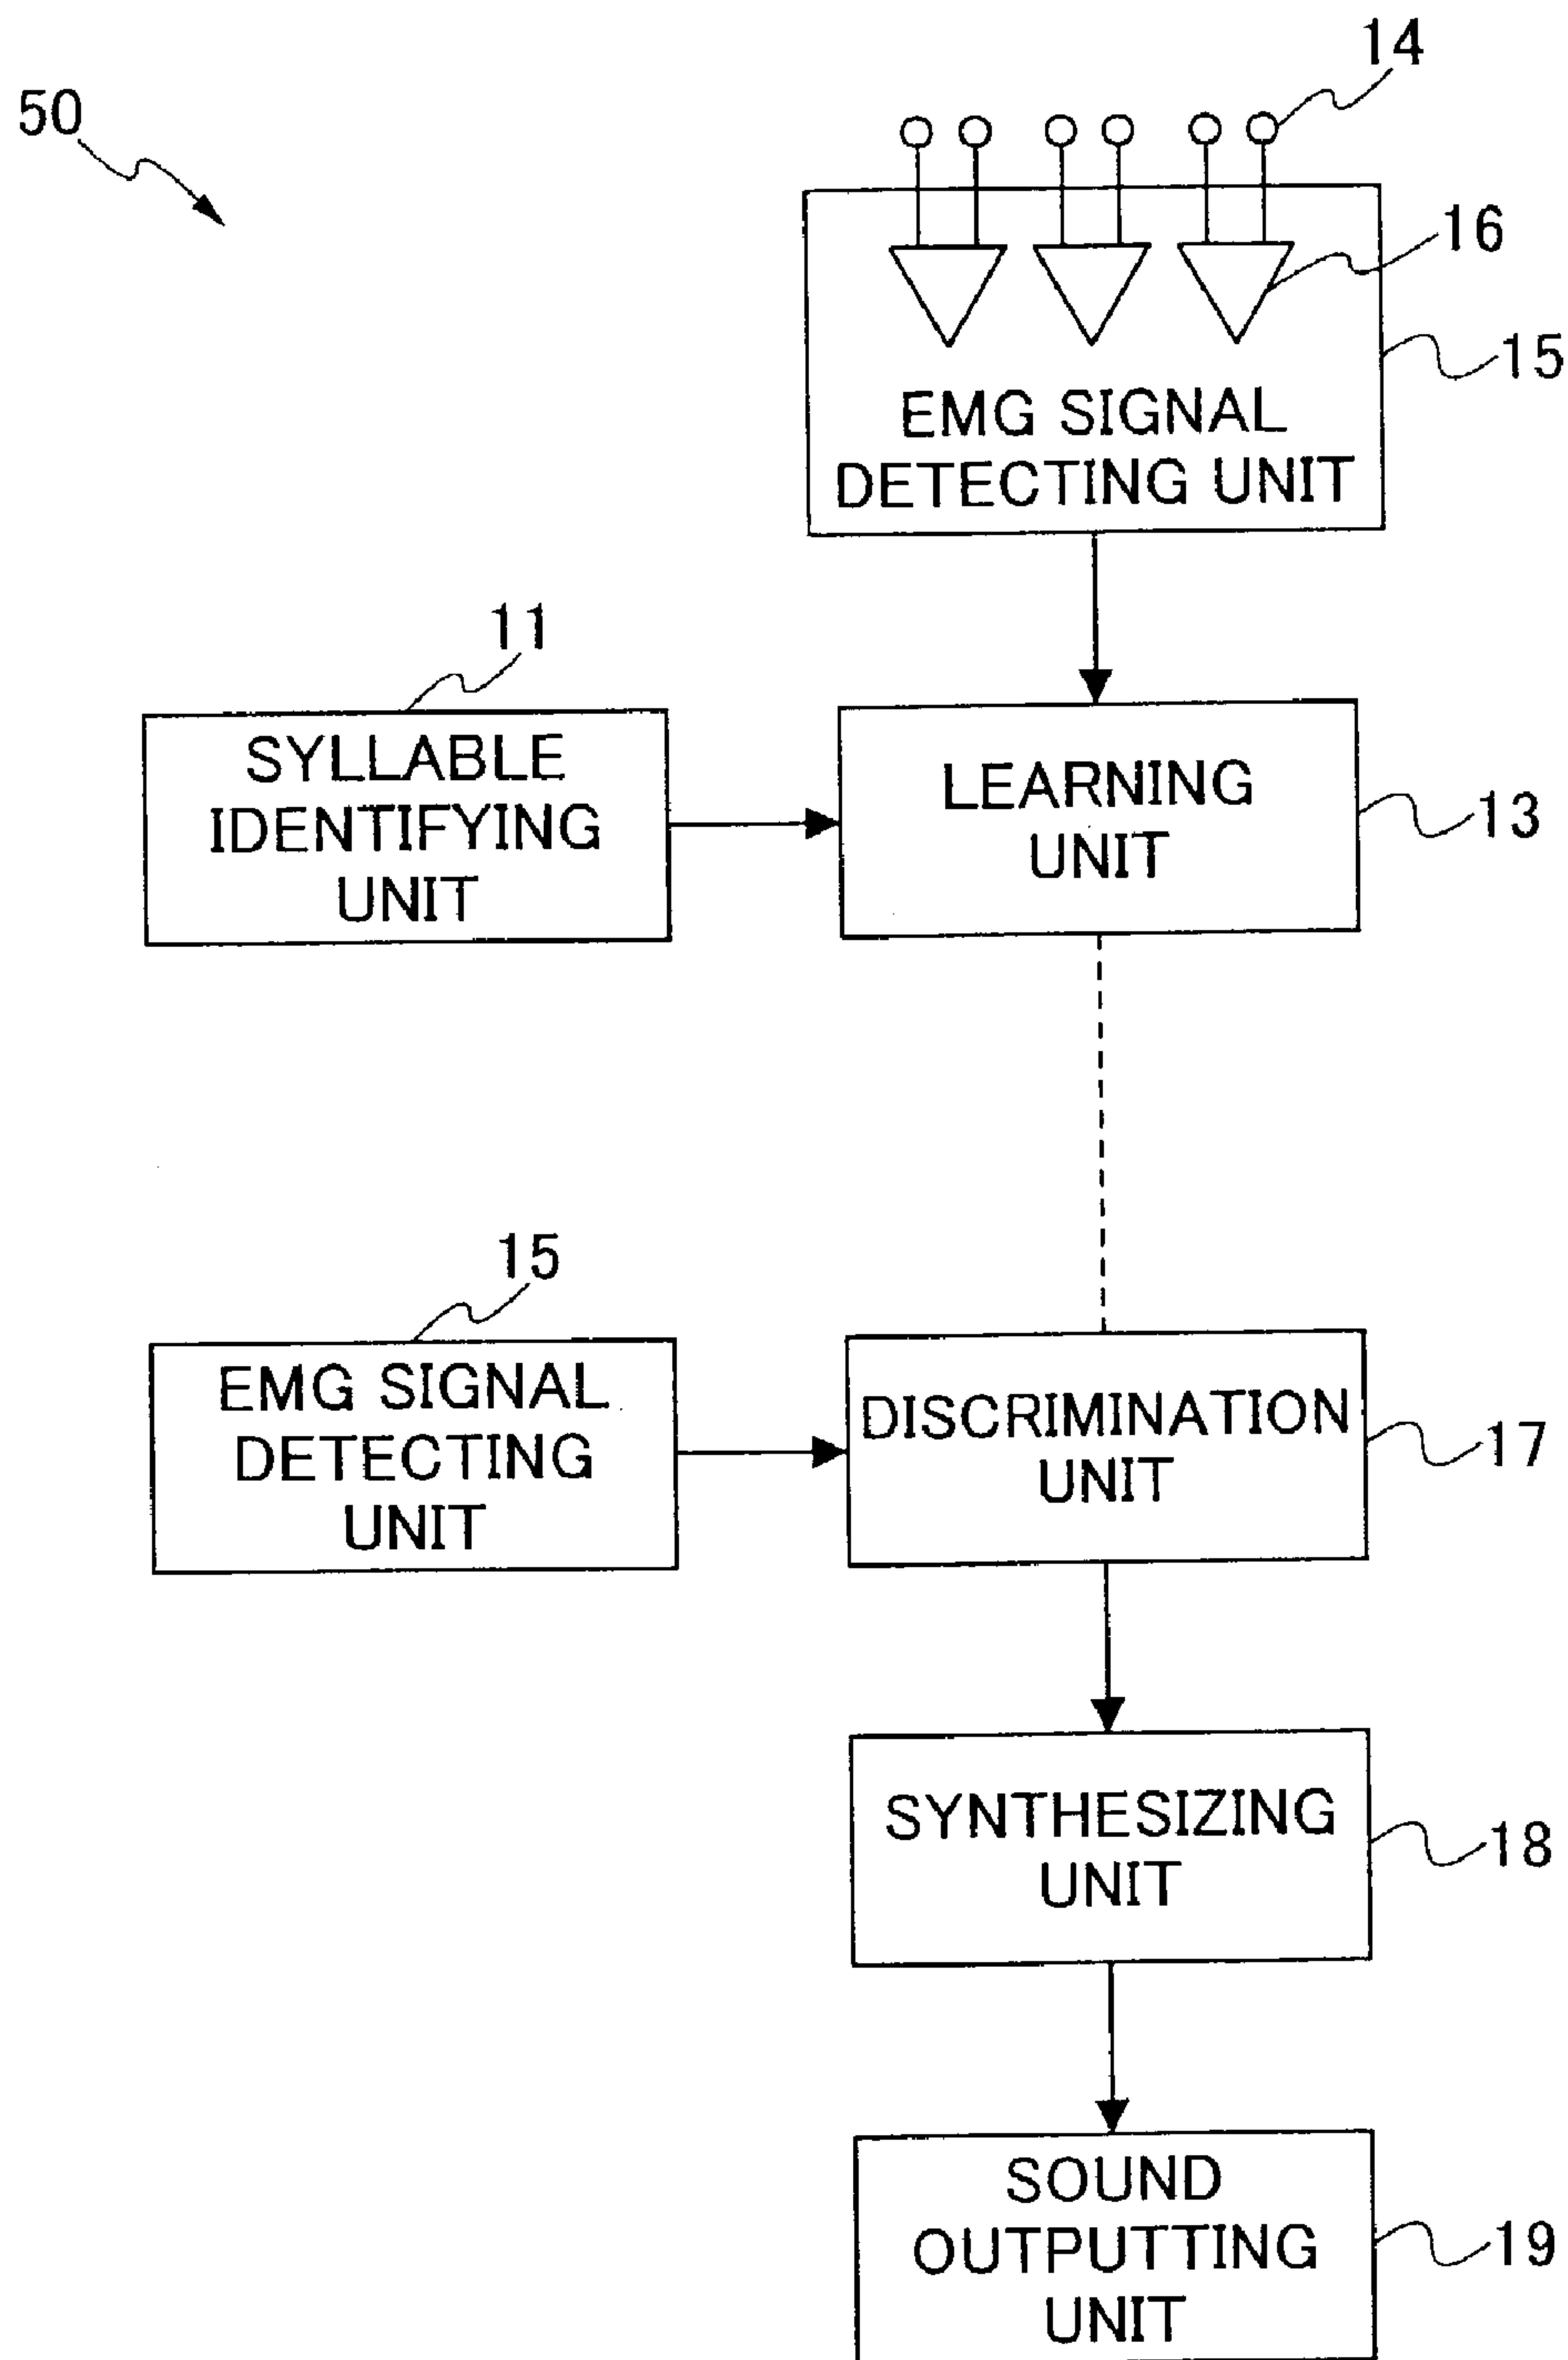 14
50
16
15
EMG SIGNAL
DETECTING UNIT
11
SYLLABLE
IDENTIFYING
UNIT
LEARNING
UNIT
13
15
EMG SIGNAL
DETECTING
UNIT
DISCRIMINATION
UNIT
17
SYNTHESIZING
UNIT
18
SOUND
OUTPUTTING
UNIT
19